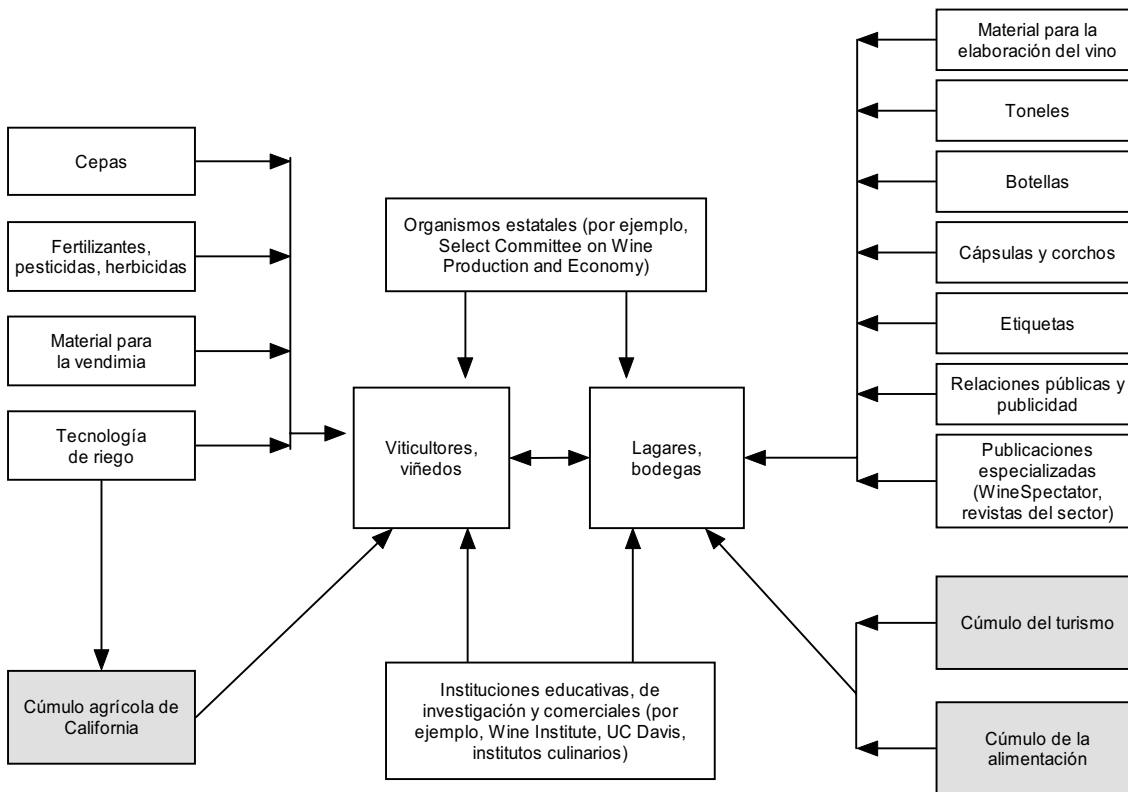 Cepas
Fertilizantes,
pesticidas, herbicidas
Material para
la vendimia
Tecnología
de riego
Cúmulo agrícola de
California
Organismos estatales (por ejemplo,
Select Committee on Wine
Production and Economy)
Viticultores,
viñedos
Lagares,
bodegas
Instituciones educativas, de
investigación y comerciales (por
ejemplo, Wine Institute, UC Davis,
institutos culinarios)
Material para la
elaboración del vino
Toneles
Botellas
Cápsulas y corchos
Etiquetas
Relaciones públicas y
publicidad
Publicaciones
especializadas
(WineSpectator,
revistas del sector)
Cúmulo del turismo
Cúmulo de la
alimentación